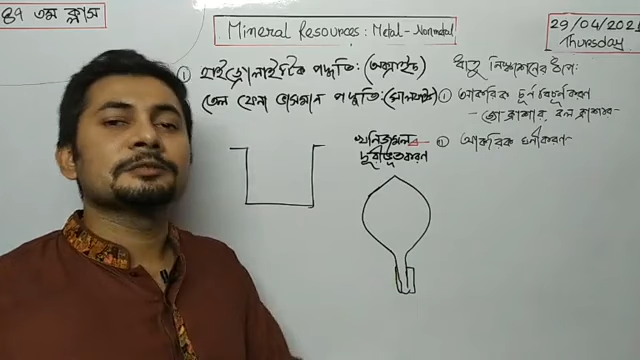 ৪৭ তম ক্লাস
Mineral Resources: Metal-Nonmetal
29/04/2021
Thursday
① হাইড্রোলাইটিক পদ্ধতি: (অক্সাইড)
তেল ফেনা ভাসমান পদ্ধতি: (সালফাইড)
ধাতু নিষ্কাশনের ধাপ:
① আকরিক চূর্ণ বিচূর্ণ করণ
- জো ক্রাশার, বল ক্রাশার
② আকরিক ঘনীকরণ
খনিজমল
দূরীভূতকরণ